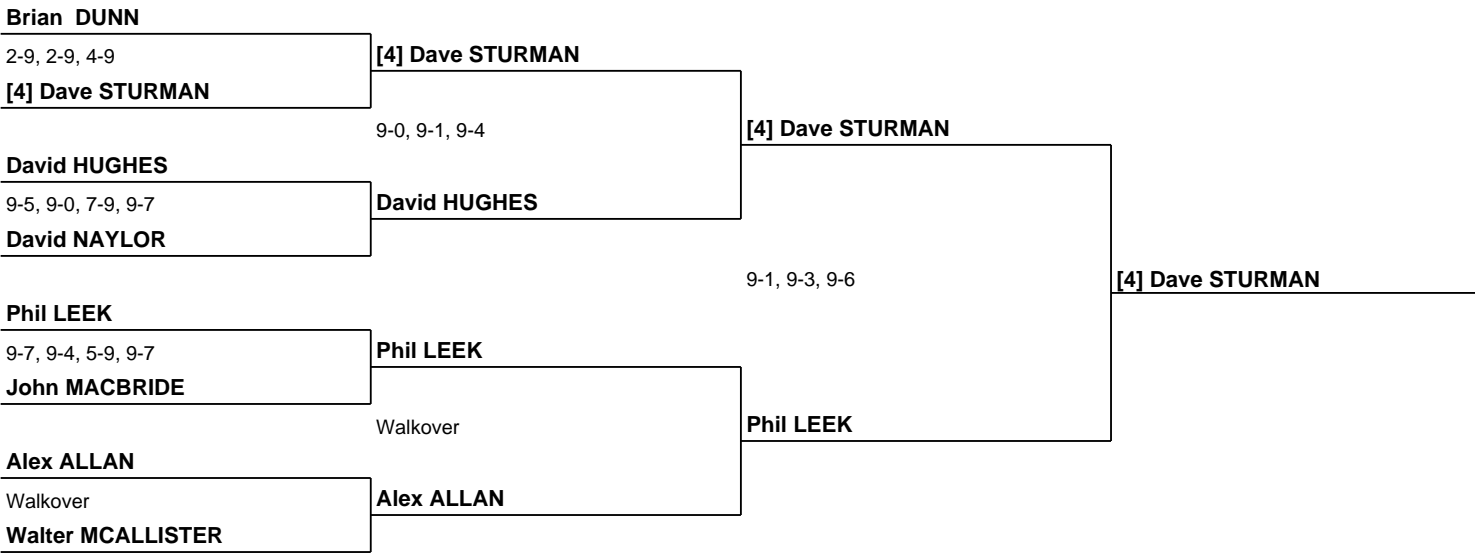 Brian  DUNN
2-9, 2-9, 4-9
[4] Dave STURMAN
[4] Dave STURMAN
9-0, 9-1, 9-4
[4] Dave STURMAN
David HUGHES
9-5, 9-0, 7-9, 9-7
David HUGHES
David NAYLOR
9-1, 9-3, 9-6
[4] Dave STURMAN
Phil LEEK
9-7, 9-4, 5-9, 9-7
Phil LEEK
John MACBRIDE
Walkover
Phil LEEK
Alex ALLAN
Walkover
Alex ALLAN
Walter MCALLISTER